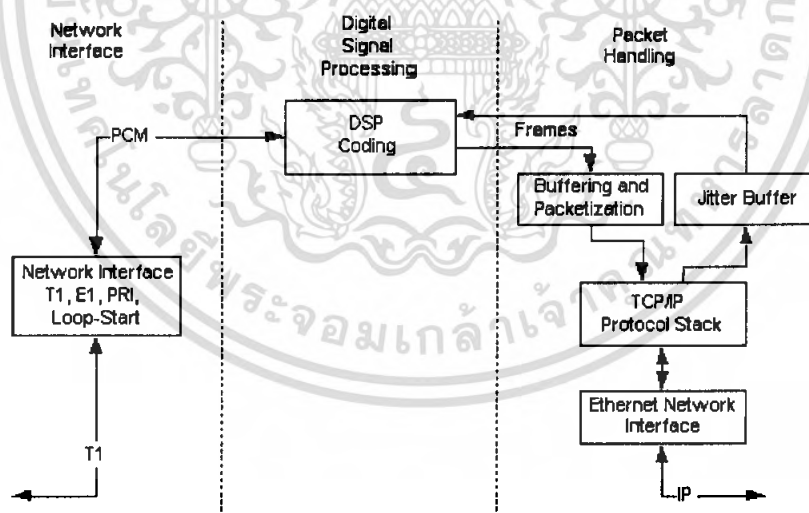 Network
Interface
Digital
Signal
Processing
Packet
Handling
PCM
DSP
Coding
Frames
Buffering and
Packetization
Jitter Buffer
Network Interface
T1, E1, PRI,
Loop-Start
TCP/IP
Protocol Stack
Ethernet Network
Interface
T1
IP